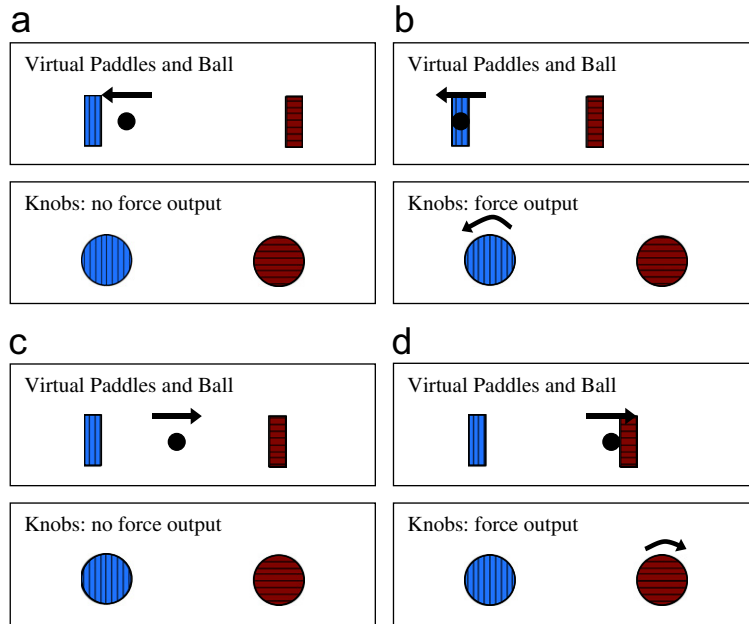 a
Virtual Paddles and Ball
Knobs: no force output
b
Virtual Paddles and Ball
Knobs: force output
c
Virtual Paddles and Ball
Knobs: no force output
d
Virtual Paddles and Ball
Knobs: force output